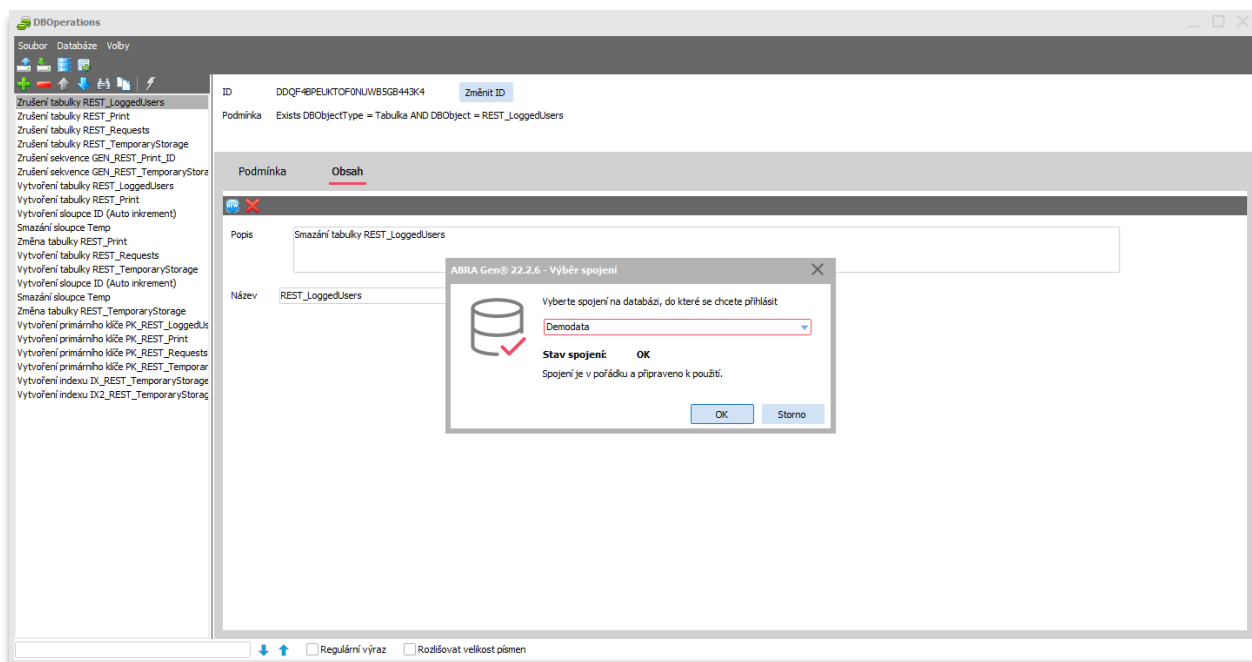 DBOperations
Soubor Databáze Volby
Zrušení tabulky REST_LoggedUsers
Zrušení tabulky REST_Print
Zrušení tabulky REST_Requests
Zrušení tabulky REST_TemporaryStorage
Zrušení sekvence GEN_REST_Print_ID
Zrušení sekvence GEN_REST_TemporaryStora
Vytvoření tabulky REST_LoggedUsers
Vytvoření tabulky REST_Print
Vytvoření sloupce ID (Auto inkrement)
Smazání sloupce Temp
Změna tabulky REST_Print
Vytvoření tabulky REST_Requests
Vytvoření tabulky REST_TemporaryStorage
Vytvoření sloupce ID (Auto inkrement)
Smazání sloupce Temp
Změna tabulky REST_TemporaryStorage
Vytvoření primárního klíče PK_REST_LoggedUs
Vytvoření primárního klíče PK_REST_Print
Vytvoření primárního klíče PK_REST_Requests
Vytvoření primárního klíče PK_REST_Temporar
Vytvoření indexu IX_REST_TemporaryStorage
Vytvoření indexu IX2_REST_TemporaryStorag
ID DDQF4BPEUKTOF0NUWB5GB443K4 Změnit ID
Podmínka Exists DBObjectType = Tabulka AND DBObject = REST_LoggedUsers
Podmínka Obsah
Popis Smazání tabulky REST_LoggedUsers
Název REST_LoggedUsers
ABRA Gen® 22.2.6 - Výběr spojení
Vyberte spojení na databázi, do které se chcete přihlásit
Demodata
Stav spojení: OK
Spojení je v pořádku a připraveno k použití.
OK Storno
Regulární výraz Rozlišovat velikost písmen